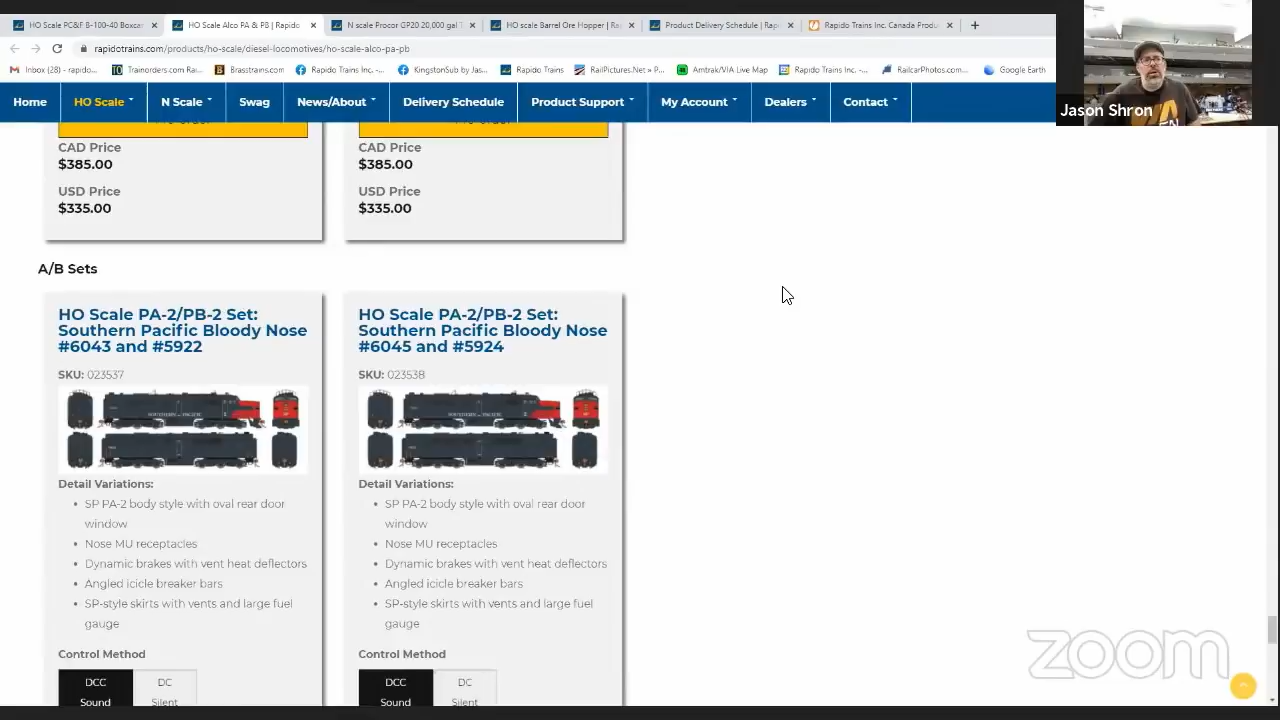 HO Scale PC&F B-100-40 Boxcar
HO Scale Alco PA & PB | Rapido
N scale Procor GP20 20,000 gal
HO scale Barrel Ore Hopper | Ra
Product Delivery Schedule | Rapi
Rapido Trains Inc. Canada Produ
rapidotrains.com/products/ho-scale/diesel-locomotives/ho-scale-alco-pa-pb
Inbox (28) - rapido...
Trainorders.com Rai...
Brasstrains.com
Rapido Trains Inc. -...
KingstonSub by Jas...
Rapido Trains
RailPictures.Net » P...
Amtrak/VIA Live Map
Rapido Trains Inc. -...
RailcarPhotos.com...
Google Earth
Home
HO Scale
N Scale
Swag
News/About
Delivery Schedule
Product Support
My Account
Dealers
Contact
Jason Shron
CAD Price
$385.00
USD Price
$335.00
CAD Price
$385.00
USD Price
$335.00
A/B Sets
HO Scale PA-2/PB-2 Set:
Southern Pacific Bloody Nose
#6043 and #5922
SKU: 023537
Detail Variations:
• SP PA-2 body style with oval rear door
window
• Nose MU receptacles
• Dynamic brakes with vent heat deflectors
• Angled icicle breaker bars
• SP-style skirts with vents and large fuel
gauge
Control Method
DCC
Sound
DC
Silent
HO Scale PA-2/PB-2 Set:
Southern Pacific Bloody Nose
#6045 and #5924
SKU: 023538
Detail Variations:
• SP PA-2 body style with oval rear door
window
• Nose MU receptacles
• Dynamic brakes with vent heat deflectors
• Angled icicle breaker bars
• SP-style skirts with vents and large fuel
gauge
Control Method
DCC
Sound
DC
Silent
zoom